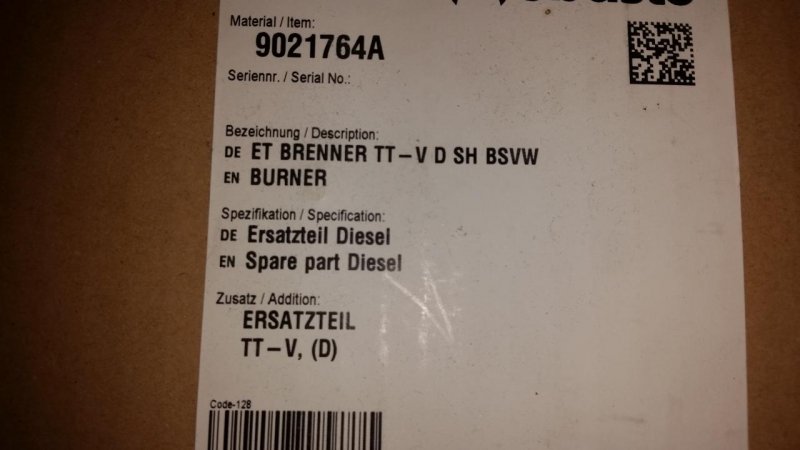 Material / Item:
9021764A
Seriennr. / Serial No.:
Bezeichnung / Description:
DE ET BRENNER TT-V D SH BSVW
EN BURNER
Spezifikation / Specification:
DE Ersatzteil Diesel
EN Spare part Diesel
Zusatz / Addition:
ERSATZTEIL
TT-V, (D)
Code-128